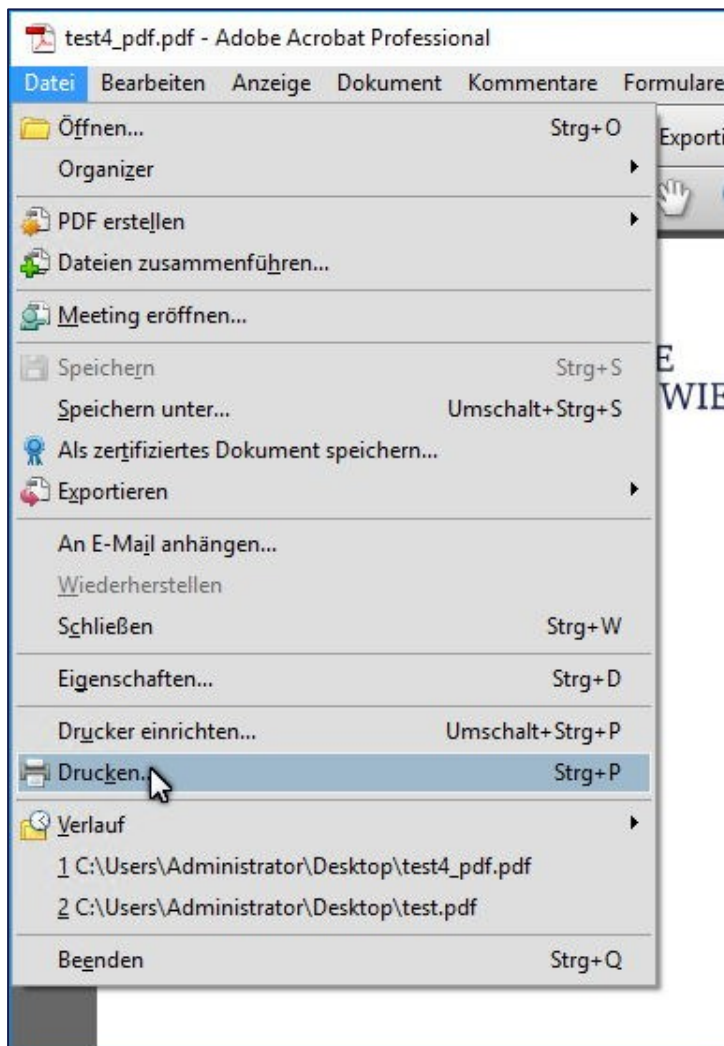 test4_pdf.pdf - Adobe Acrobat Professional
Datei Bearbeiten Anzeige Dokument Kommentare Formulare
Öffnen... Strg+O
Organizer
PDF erstellen
Dateien zusammenführen...
Meeting eröffnen...
Speichern Strg+S
Speichern unter... Umschalt+Strg+S
Als zertifiziertes Dokument speichern...
Exportieren
An E-Mail anhängen...
Wiederherstellen
Schließen Strg+W
Eigenschaften... Strg+D
Drucker einrichten... Umschalt+Strg+P
Drucken... Strg+P
Verlauf
1 C:\Users\Administrator\Desktop\test4_pdf.pdf
2 C:\Users\Administrator\Desktop\test.pdf
Beenden Strg+Q
Exporti
E
WIE